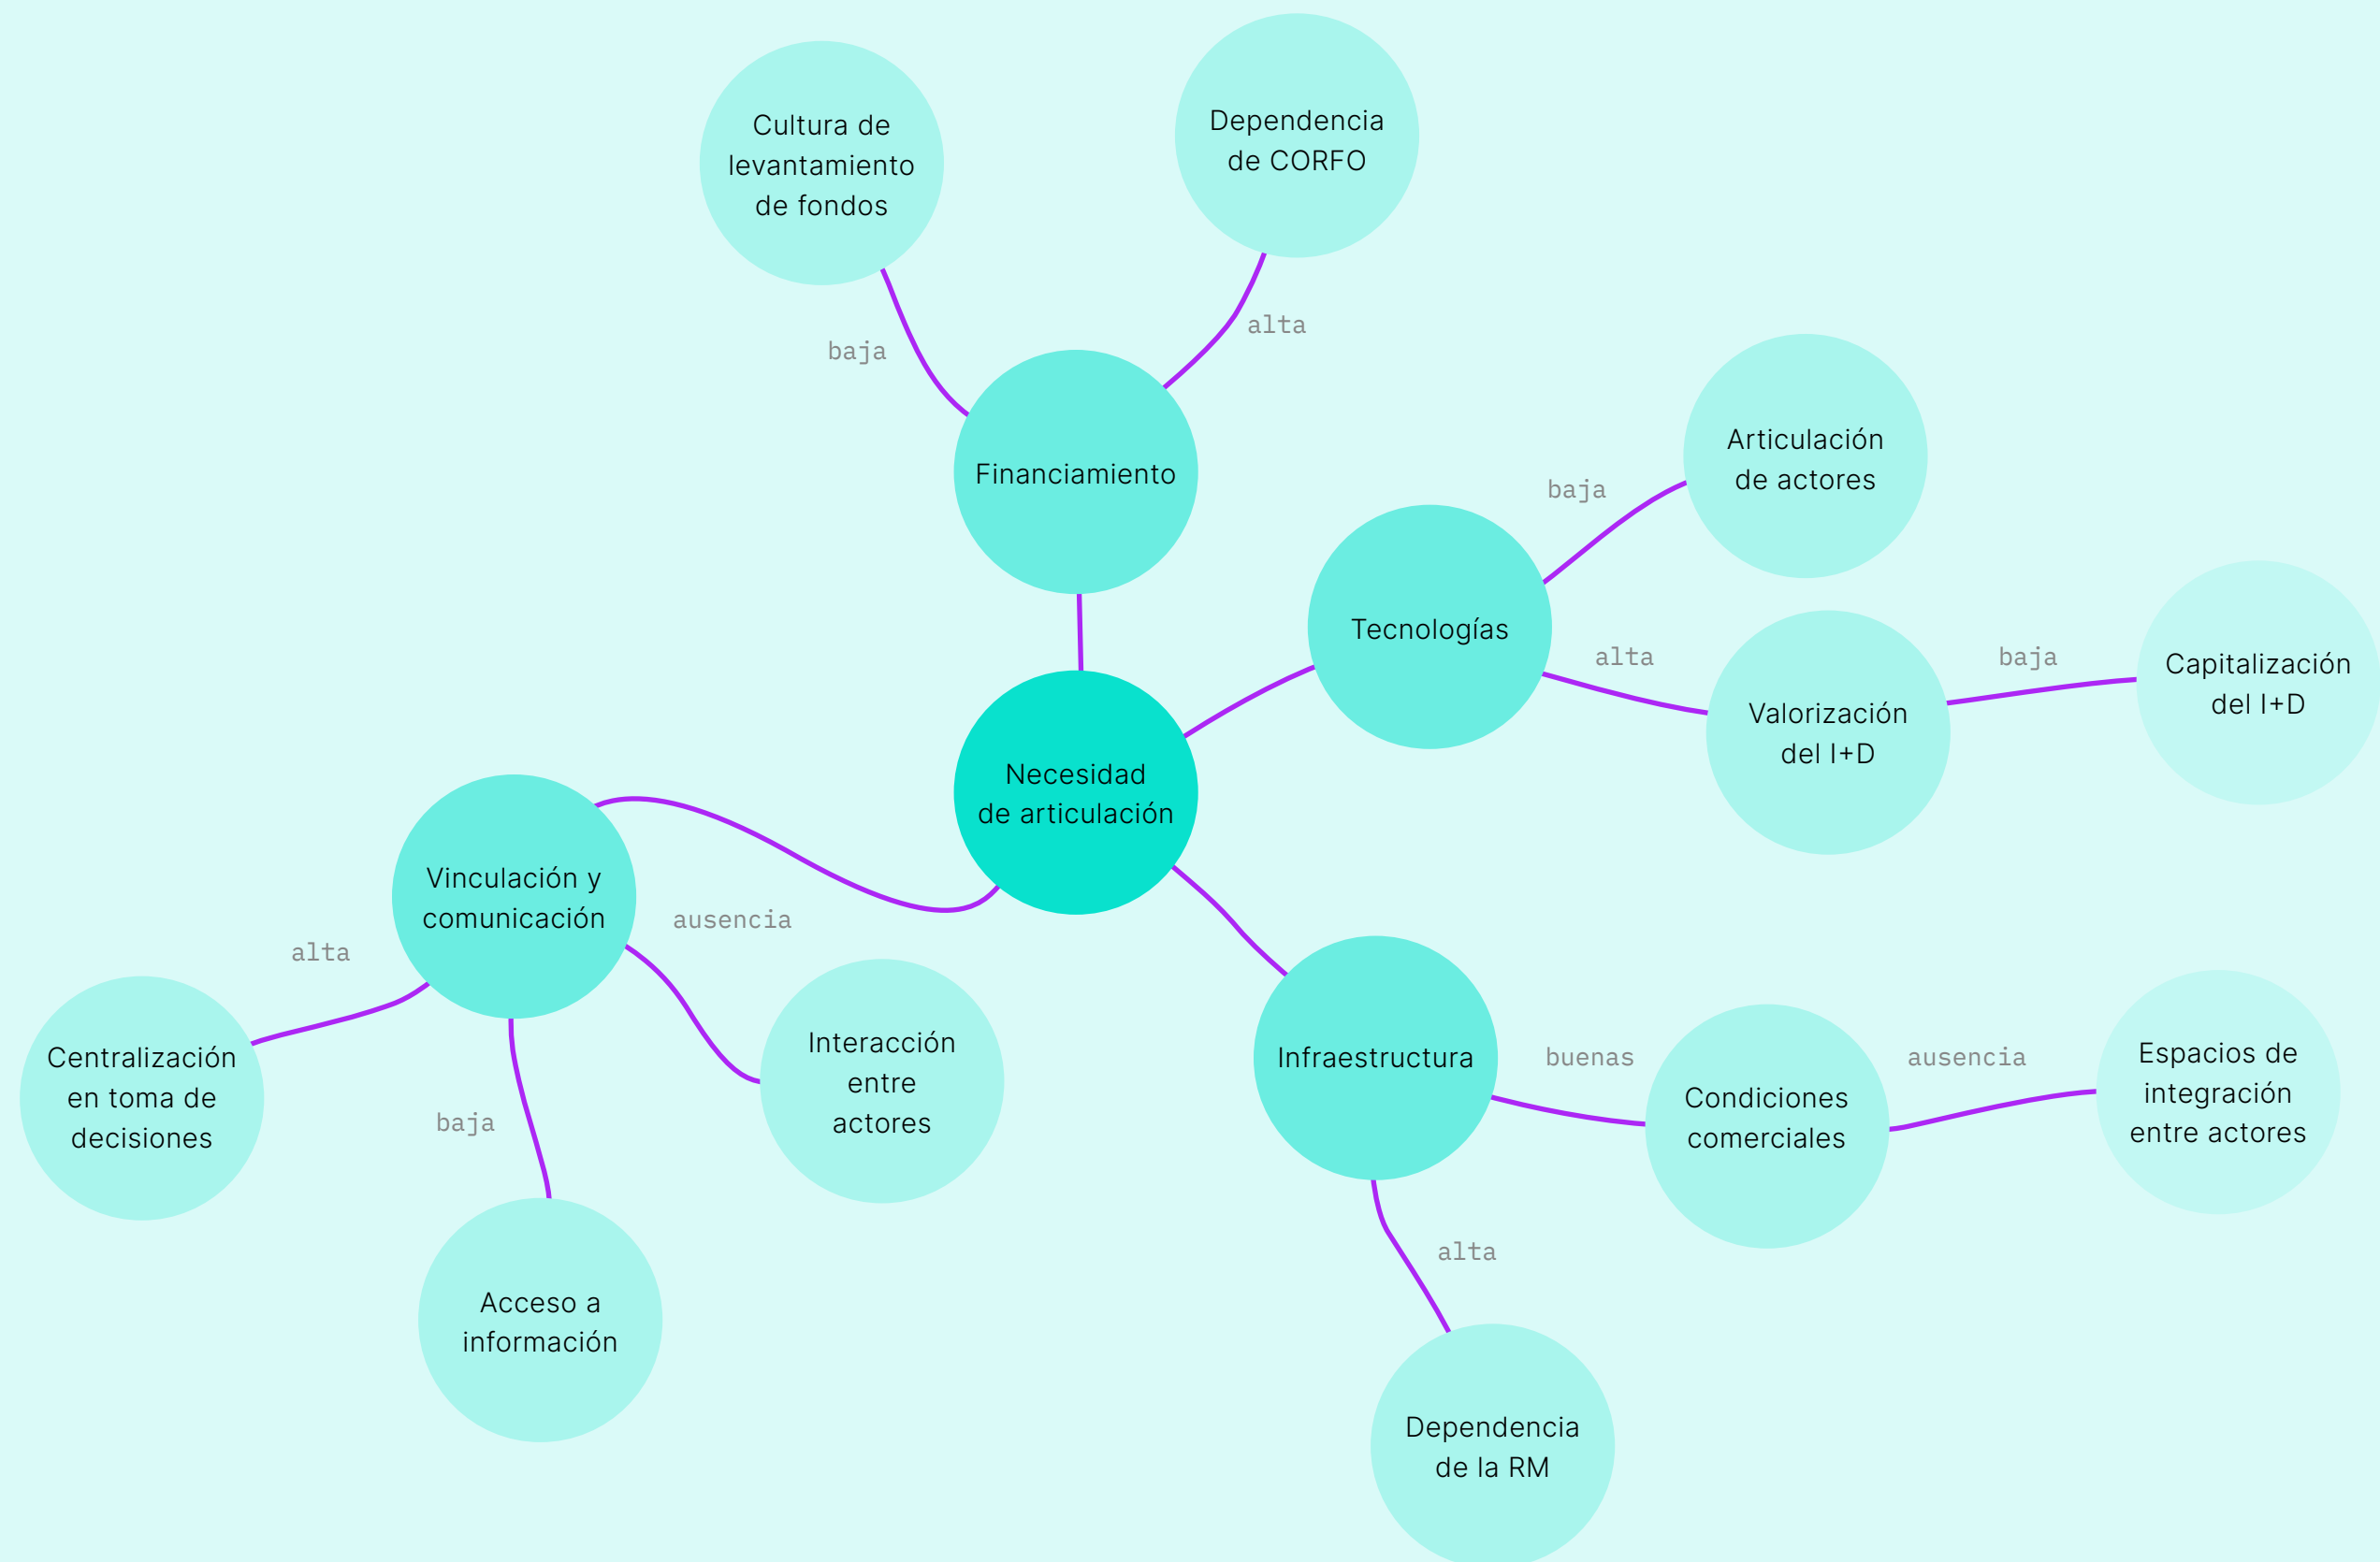 Cultura de
levantamiento
de fondos
Dependencia
de CORFO
baja
alta
Financiamiento
Articulación
de actores
baja
Tecnologías
alta
Valorización
del I+D
baja
Capitalización
del I+D
Necesidad
de articulación
Vinculación y
comunicación
ausencia
alta
Centralización
en toma de
decisiones
baja
Interacción
entre
actores
Acceso a
información
Infraestructura
buenas
Condiciones
comerciales
ausencia
Espacios de
integración
entre actores
alta
Dependencia
de la RM